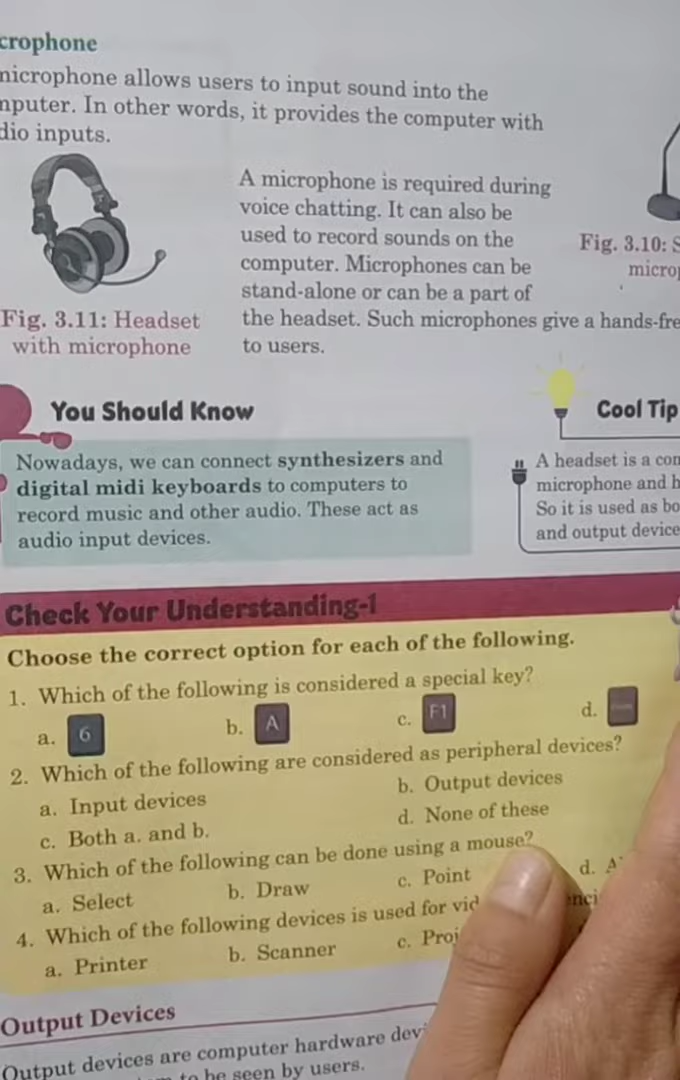 crophone
microphone allows users to input sound into the
mputer. In other words, it provides the computer with
dio inputs.
A microphone is required during
voice chatting. It can also be
used to record sounds on the
computer. Microphones can be
stand-alone or can be a part of
the headset. Such microphones give a hands-fre
to users.
Fig. 3.10: S
microp
Fig. 3.11: Headset
with microphone
You Should Know
Nowadays, we can connect synthesizers and
digital midi keyboards to computers to
record music and other audio. These act as
audio input devices.
Cool Tip
A headset is a con
microphone and h
So it is used as bo
and output device
Check Your Understanding-1
Choose the correct option for each of the following.
1. Which of the following is considered a special key?
a. 6 b. A c. F1 d.
2. Which of the following are considered as peripheral devices?
a. Input devices b. Output devices
c. Both a. and b. d. None of these
3. Which of the following can be done using a mouse?
a. Select b. Draw c. Point d. A
4. Which of the following devices is used for vid enci
a. Printer b. Scanner c. Proj
Output Devices
Output devices are computer hardware devi
to be seen by users.